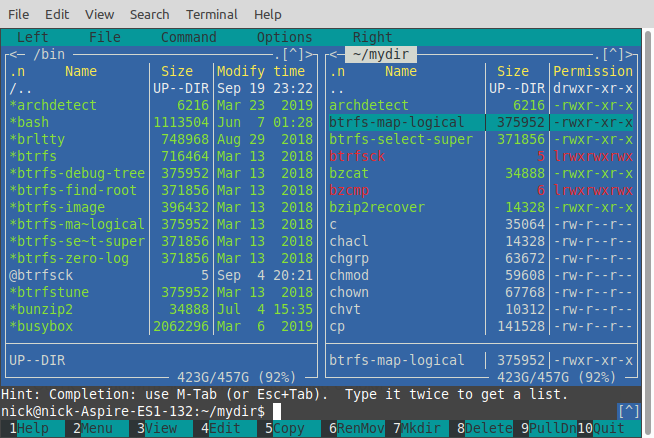 File Edit View Search Terminal Help
Left File Command Options Right
<— /bin .[^]> <— ~/mydir .[^]>
.n Name Size Modify time .n Name Size Permission
/.. UP--DIR Sep 19 23:22 .. UP--DIR drwxr-xr-x
*archdetect 6216 Mar 23 2019 archdetect 6216 -rwxr-xr-x
*bash 1113504 Jun 7 01:28 btrfs-map-logical 375952 -rwxr-xr-x
*brltty 748968 Aug 29 2018 btrfs-select-super 371856 -rwxr-xr-x
*btrfs 716464 Mar 13 2018 btrfsck 5 lrwxrwxrwx
*btrfs-debug-tree 375952 Mar 13 2018 bzcat 34888 -rwxr-xr-x
*btrfs-find-root 371856 Mar 13 2018 bzcmp 6 lrwxrwxrwx
*btrfs-image 396432 Mar 13 2018 bzip2recover 14328 -rwxr-xr-x
*btrfs-ma~logical 375952 Mar 13 2018 c 35064 -rw-r--r--
*btrfs-se~t-super 371856 Mar 13 2018 chacl 14328 -rw-r--r--
*btrfs-zero-log 371856 Mar 13 2018 chgrp 63672 -rw-r--r--
@btrfsck 5 Sep 4 20:21 chmod 59608 -rw-r--r--
*btrfstune 375952 Mar 13 2018 chown 67768 -rw-r--r--
*bunzip2 34888 Jul 4 15:35 chvt 10312 -rw-r--r--
*busybox 2062296 Mar 6 2019 cp 141528 -rw-r--r--
UP--DIR btrfs-map-logical 375952 -rwxr-xr-x
423G/457G (92%) 423G/457G (92%)
Hint: Completion: use M-Tab (or Esc+Tab). Type it twice to get a list.
nick@nick-Aspire-ES1-132:~/mydir$ [^]
1Help 2Menu 3View 4Edit 5Copy 6RenMov 7Mkdir 8Delete 9PullDn 10Quit